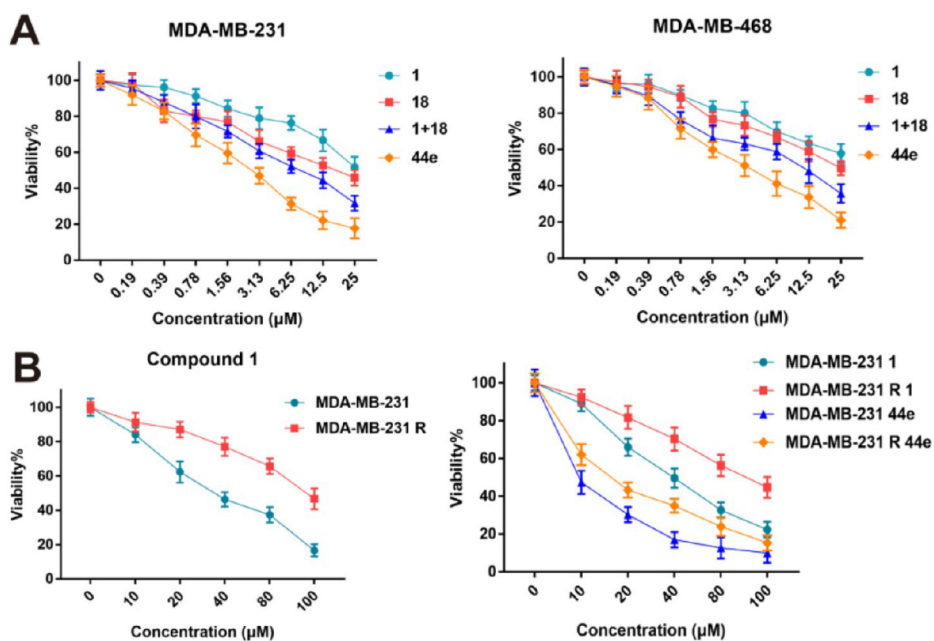 A
MDA-MB-231
Viability%
100
80
60
40
20
0
0
0.19
0.39
0.78
1.56
3.13
6.25
12.5
25
Concentration (µM)
1
18
1+18
44e
MDA-MB-468
Viability%
100
80
60
40
20
0
0
0.19
0.39
0.78
1.56
3.13
6.25
12.5
25
Concentration (µM)
1
18
1+18
44e
B
Compound 1
Viability%
100
80
60
40
20
0
0
10
20
40
80
100
Concentration (µM)
MDA-MB-231
MDA-MB-231 R
Viability%
100
80
60
40
20
0
0
10
20
40
80
100
Concentration (µM)
MDA-MB-231 1
MDA-MB-231 R 1
MDA-MB-231 44e
MDA-MB-231 R 44e